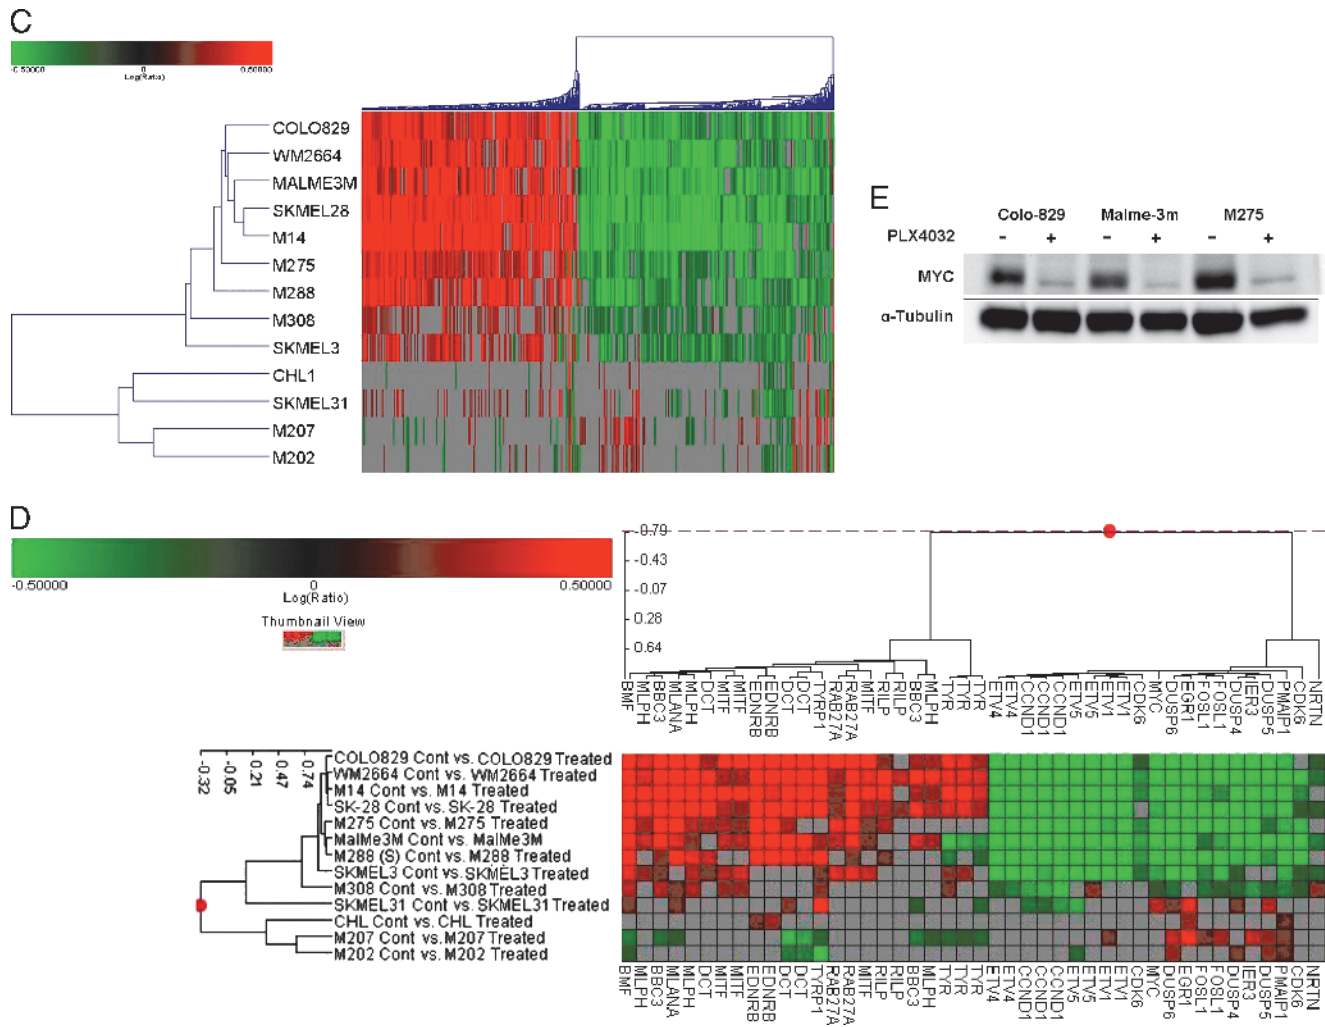 C
-0.50000 0 0.50000
Log(Ratio)
COLO829
WM2664
MALME3M
SKMEL28
M14
M275
M288
M308
SKMEL3
CHL1
SKMEL31
M207
M202
E
Colo-829 Malme-3m M275
PLX4032 - + - + - +
MYC
α-Tubulin
D
-0.50000 0 0.50000
Log(Ratio)
Thumbnail View
-0.79
-0.43
-0.07
0.28
0.64
BMF MLPH BBC3 MLANA MLPH DCT MITF MITF EDNRB EDNRB DCT DCT TYRP1 RAB27A RAB27A MITF RILP RILP BBC3 MLPH TYR TYR TYR ETV4 ETV4 CCND1 CCND1 CCND1 ETV5 ETV5 ETV1 ETV1 CDK6 MYC DUSP6 EGR1 FOSL1 FOSL1 DUSP4 IER3 DUSP5 PMAIP1 CDK6 NRTN
-0.32 -0.05 0.21 0.47 0.74
COLO829 Cont vs. COLO829 Treated
WM2664 Cont vs. WM2664 Treated
M14 Cont vs. M14 Treated
SK-28 Cont vs. SK-28 Treated
M275 Cont vs. M275 Treated
MalMe3M Cont vs. MalMe3M
M288 (S) Cont vs. M288 Treated
SKMEL3 Cont vs. SKMEL3 Treated
M308 Cont vs. M308 Treated
SKMEL31 Cont vs. SKMEL31 Treated
CHL Cont vs. CHL Treated
M207 Cont vs. M207 Treated
M202 Cont vs. M202 Treated
BMF MLPH BBC3 MLANA MLPH DCT MITF MITF EDNRB EDNRB DCT DCT TYRP1 RAB27A RAB27A MITF RILP RILP BBC3 MLPH TYR TYR TYR ETV4 ETV4 CCND1 CCND1 CCND1 ETV5 ETV5 ETV1 ETV1 CDK6 MYC DUSP6 EGR1 FOSL1 FOSL1 DUSP4 IER3 DUSP5 PMAIP1 CDK6 NRTN